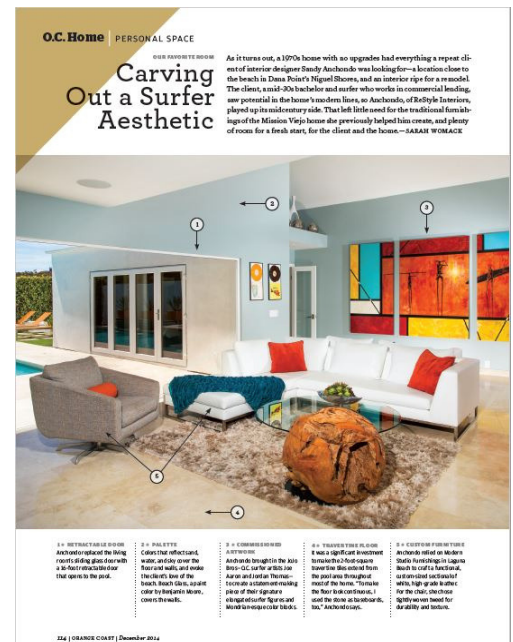 O.C. Home | PERSONAL SPACE
OUR FAVORITE ROOM
Carving
Out a Surfer
Aesthetic
As it turns out, a 1970s home with no upgrades had everything a repeat cli-
ent of interior designer Sandy Anchondo was looking for—a location close to
the beach in Dana Point's Niguel Shores, and an interior ripe for a remodel.
The client, a mid-30s bachelor and surfer who works in commercial lending,
saw potential in the home's modern lines, so Anchondo, of ReStyle Interiors,
played up its midcentury side. That left little need for the traditional furnish-
ings of the Mission Viejo home she previously helped him create, and plenty
of room for a fresh start, for the client and the home. —SARAH WOMACK
1
2
3
5
4
1 + RETRACTABLE DOOR
Anchondo replaced the living
room's sliding glass door with
a 16-foot retractable door
that opens to the pool.
2 + PALETTE
Colors that reflect sand,
water, and sky cover the
floor and walls, and evoke
the client's love of the
beach. Beach Glass, a paint
color by Benjamin Moore,
covers the walls.
3 + COMMISSIONED
ARTWORK
Anchondo brought in the JoJo
Bros—O.C. surfer artists Joe
Aaron and Jordan Thomas—
to create a statement-making
piece of their signature
elongated surfer figures and
Mondrian-esque color blocks.
4 + TRAVERTINE FLOOR
It was a significant investment
to make the 2-foot-square
travertine tiles extend from
the pool area throughout
most of the home. "To make
the floor look continuous, I
used the stone as baseboards,
too," Anchondo says.
5 + CUSTOM FURNITURE
Anchondo relied on Modern
Studio Furnishings in Laguna
Beach to craft a functional,
custom-sized sectional of
white, high-grade leather.
For the chair, she chose
tightly woven tweed for
durability and texture.
114 | ORANGE COAST | December 2014